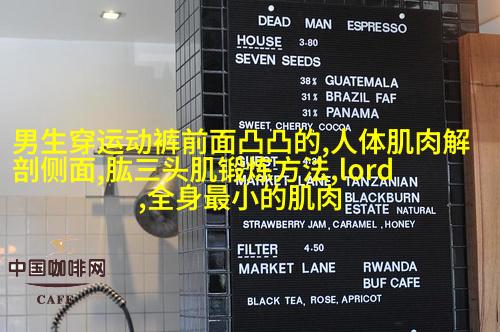 DEAD MAN ESPRESSO
HOUSE 3-80
SEVEN SEEDS
38% GUATEMALA
31% BRAZIL FAF
31% PANAMA
SWEET, CHERRY, COCOA
男生穿运动裤前面凸凸的,人体肌肉解
剖侧面,肱三头肌锻炼方法,lord
,全身最小的肌肉
GUEST 4.30
MARKET LANE TANZANIAN
BLACKBURN
ESTATE NATURAL
STRAWBERRY JAM, CARAMEL, HONEY
FILTER 4-50
MARKET LANE RWANDA
BUF CAFE
BLACK TEA, ROSE, APRICOT
中国咖啡网
CAFE